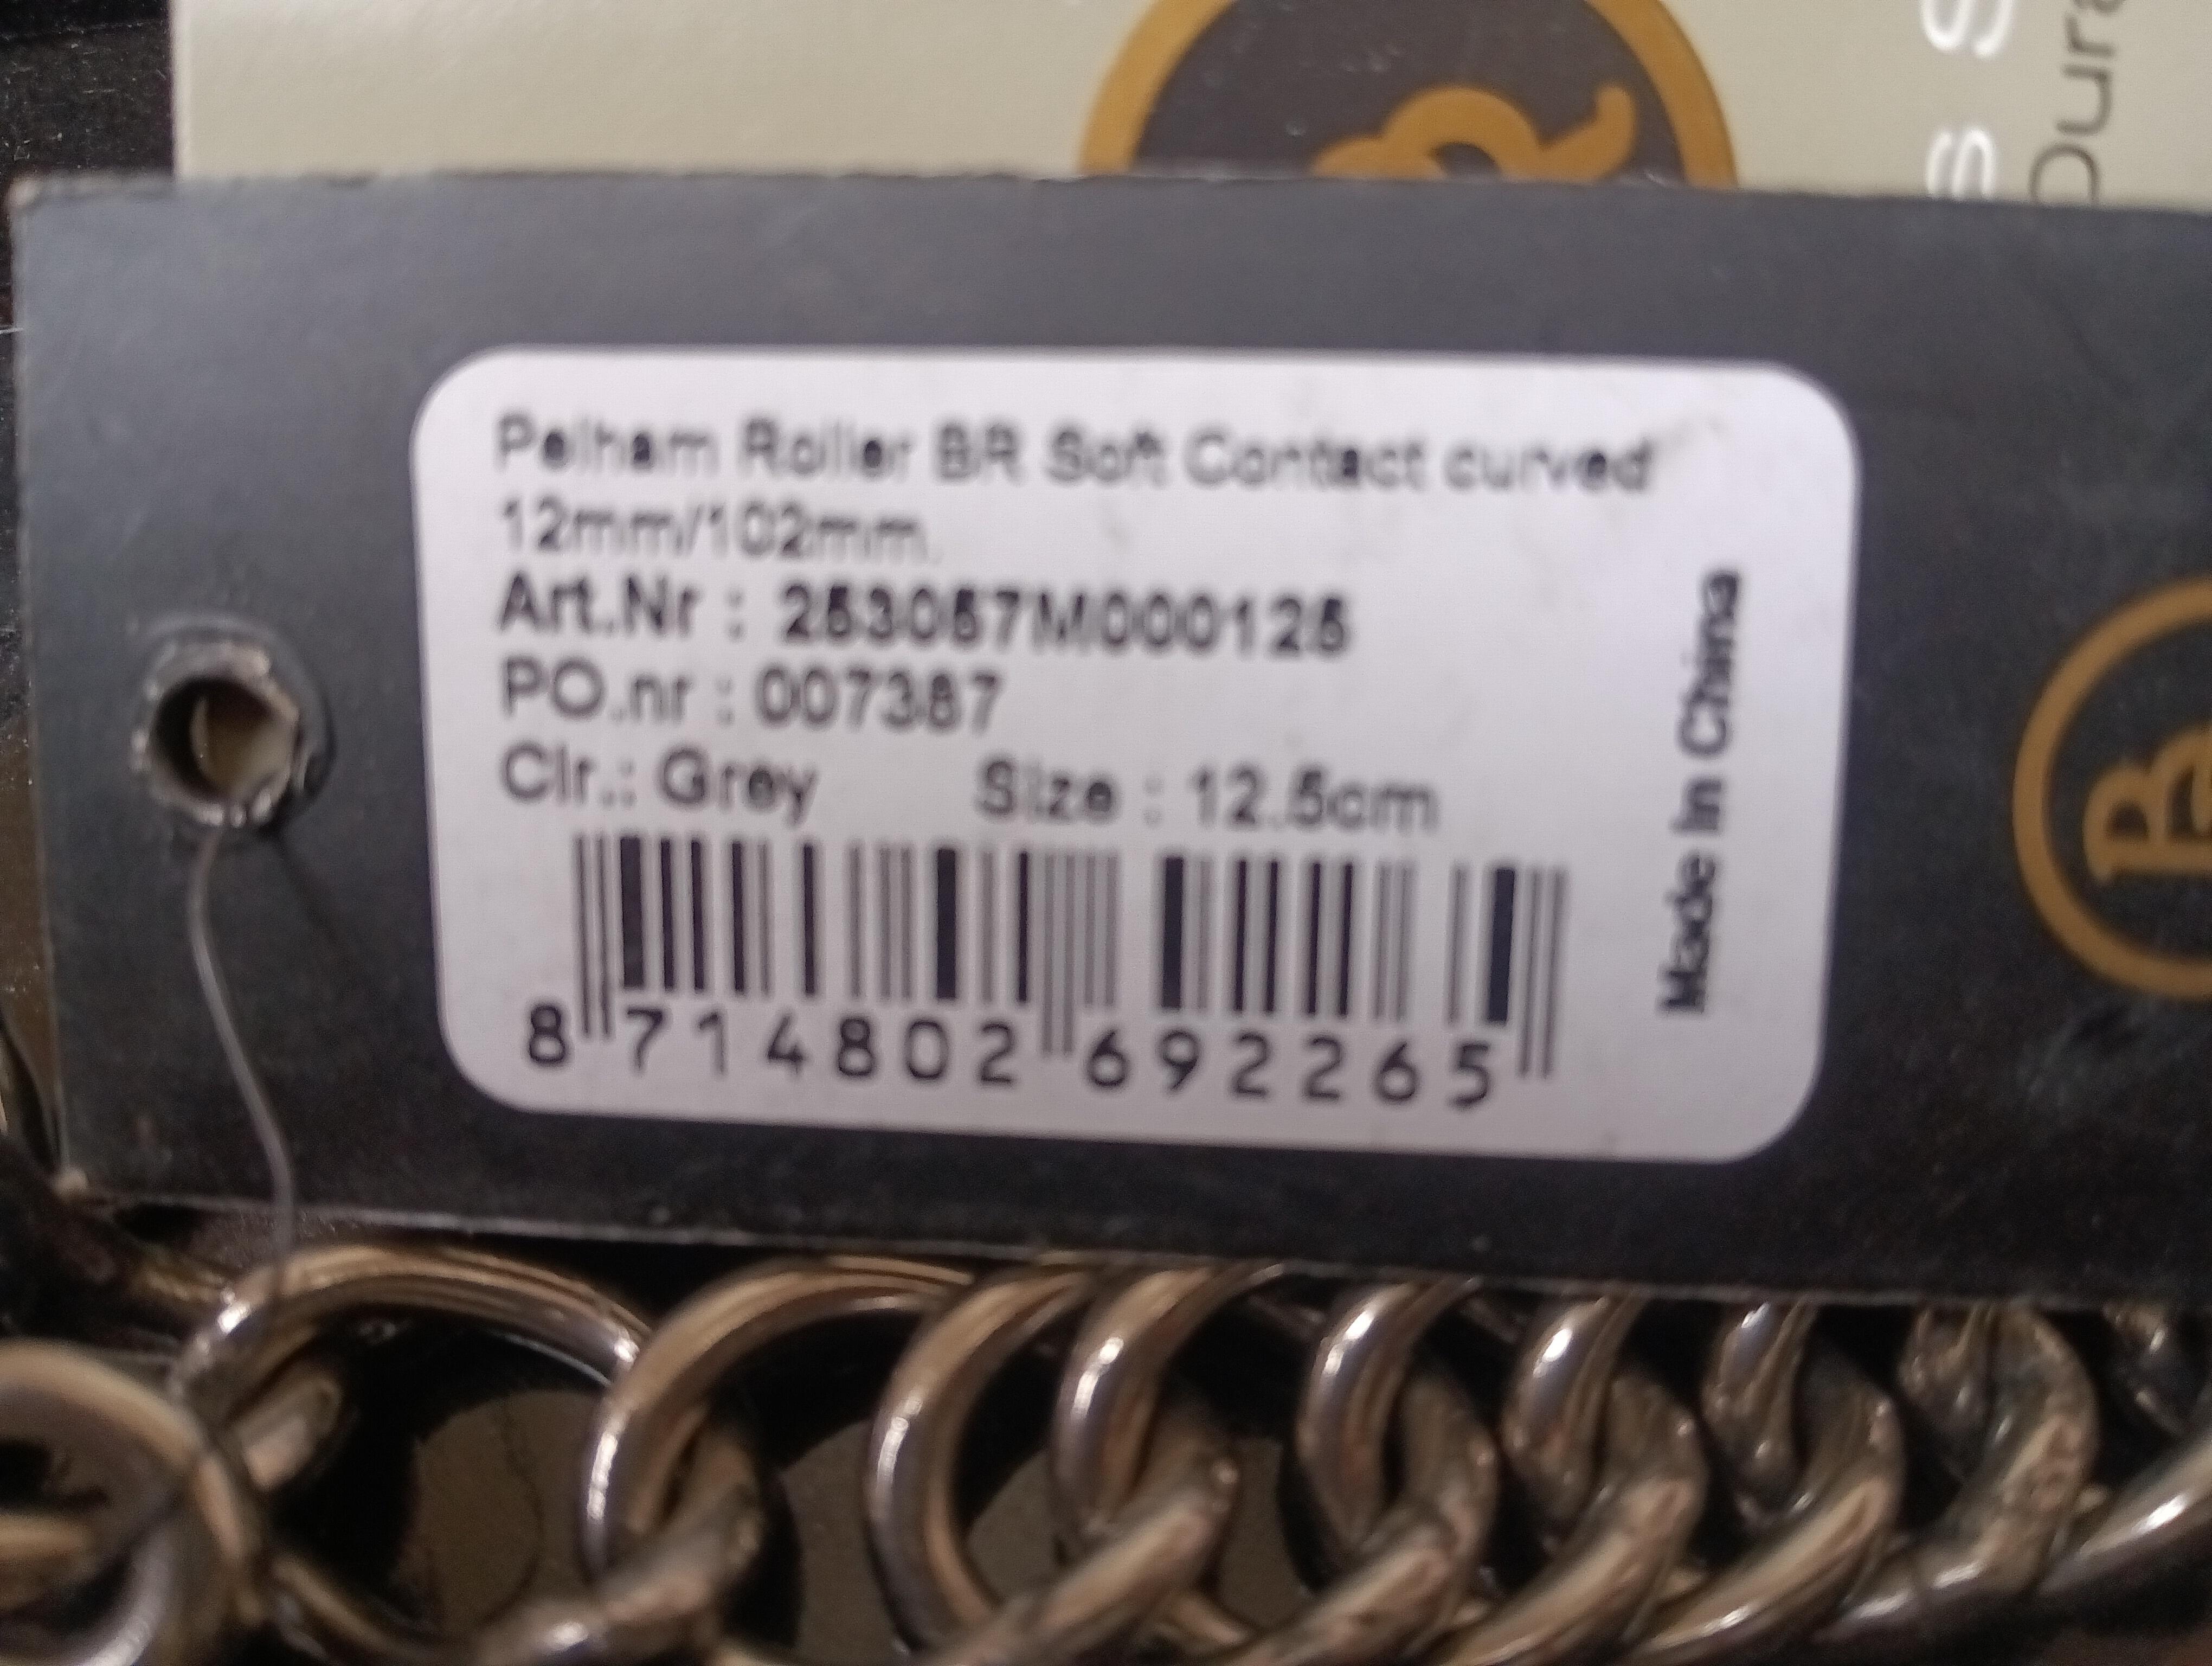 Pelham Roller BR Soft Contact curved
12mm/102mm.
Art.Nr : 253057M000125
PO.nr : 007387
Clr.: Grey Size : 12.5cm
8 714802 692265
Made in China